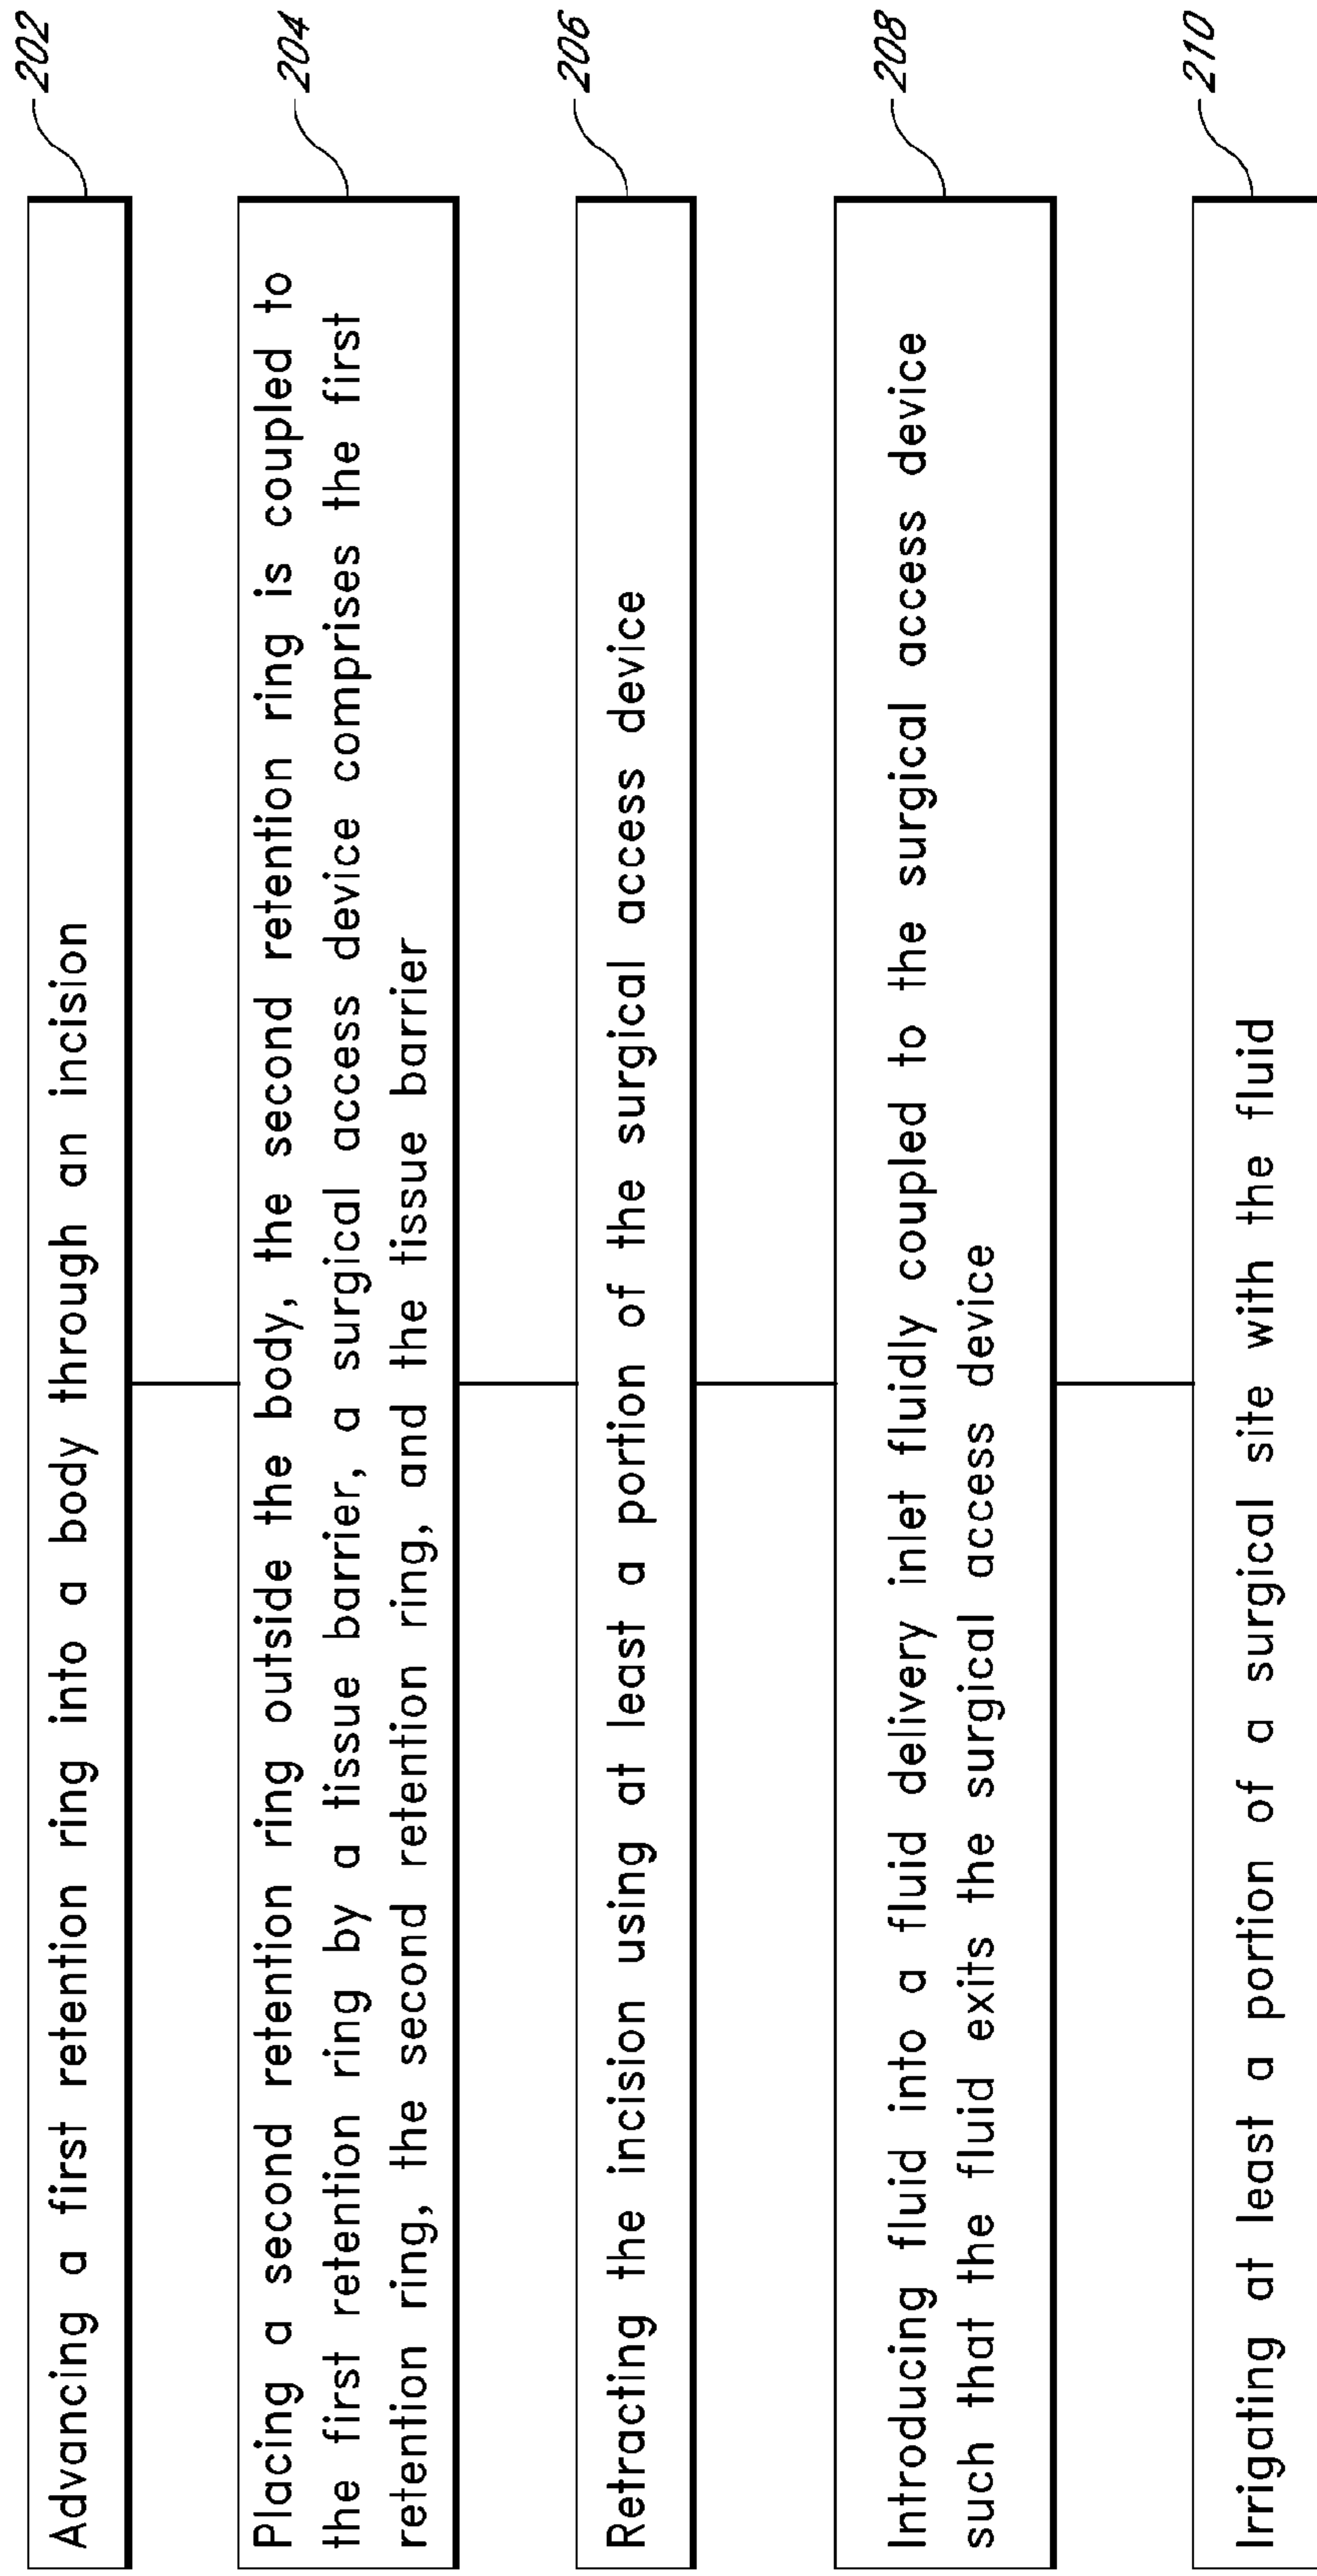 Advancing a first retention ring into a body through an incision
202
Placing a second retention ring outside the body, the second retention ring is coupled to
the first retention ring by a tissue barrier, a surgical access device comprises the first
retention ring, the second retention ring, and the tissue barrier
204
Retracting the incision using at least a portion of the surgical access device
206
Introducing fluid into a fluid delivery inlet fluidly coupled to the surgical access device
such that the fluid exits the surgical access device
208
Irrigating at least a portion of a surgical site with the fluid
210